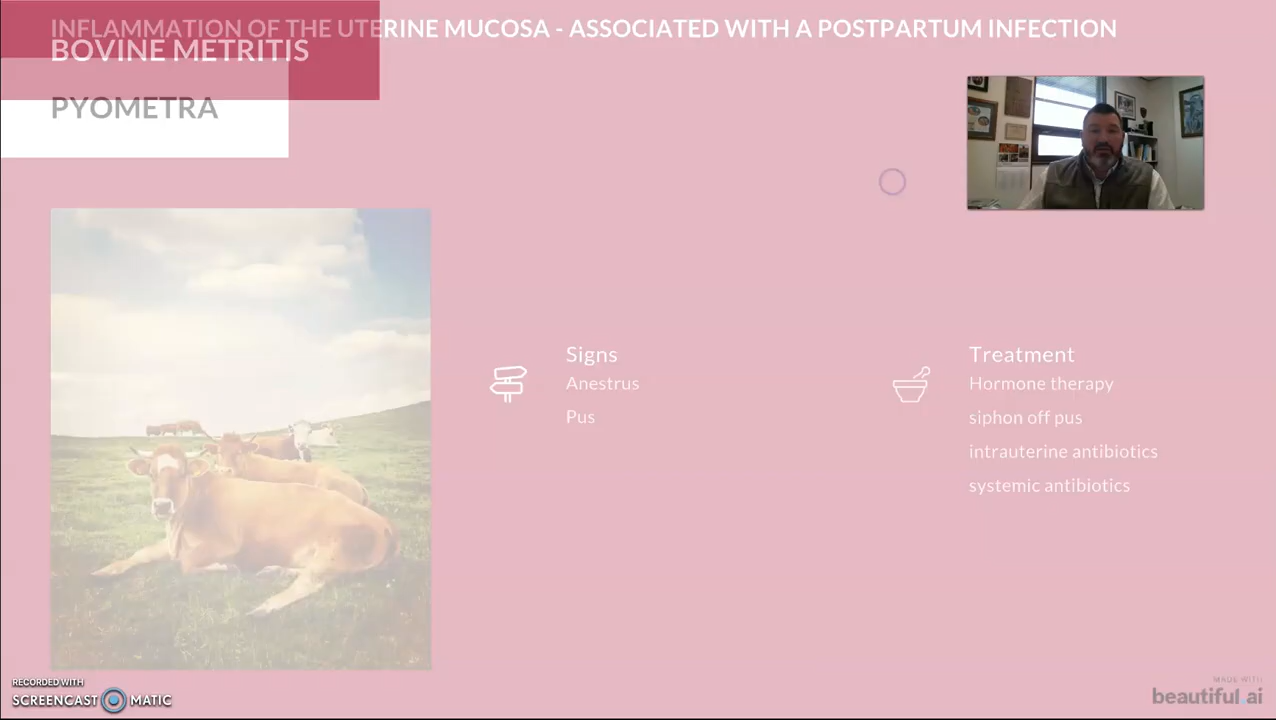 INFLAMMATION OF THE UTERINE MUCOSA - ASSOCIATED WITH A POSTPARTUM INFECTION
BOVINE METRITIS
PYOMETRA
Signs
Anestrus
Pus
Treatment
Hormone therapy
siphon off pus
intrauterine antibiotics
systemic antibiotics
RECORDED WITH
SCREENCAST MATIC
MADE WITH
beautiful.ai